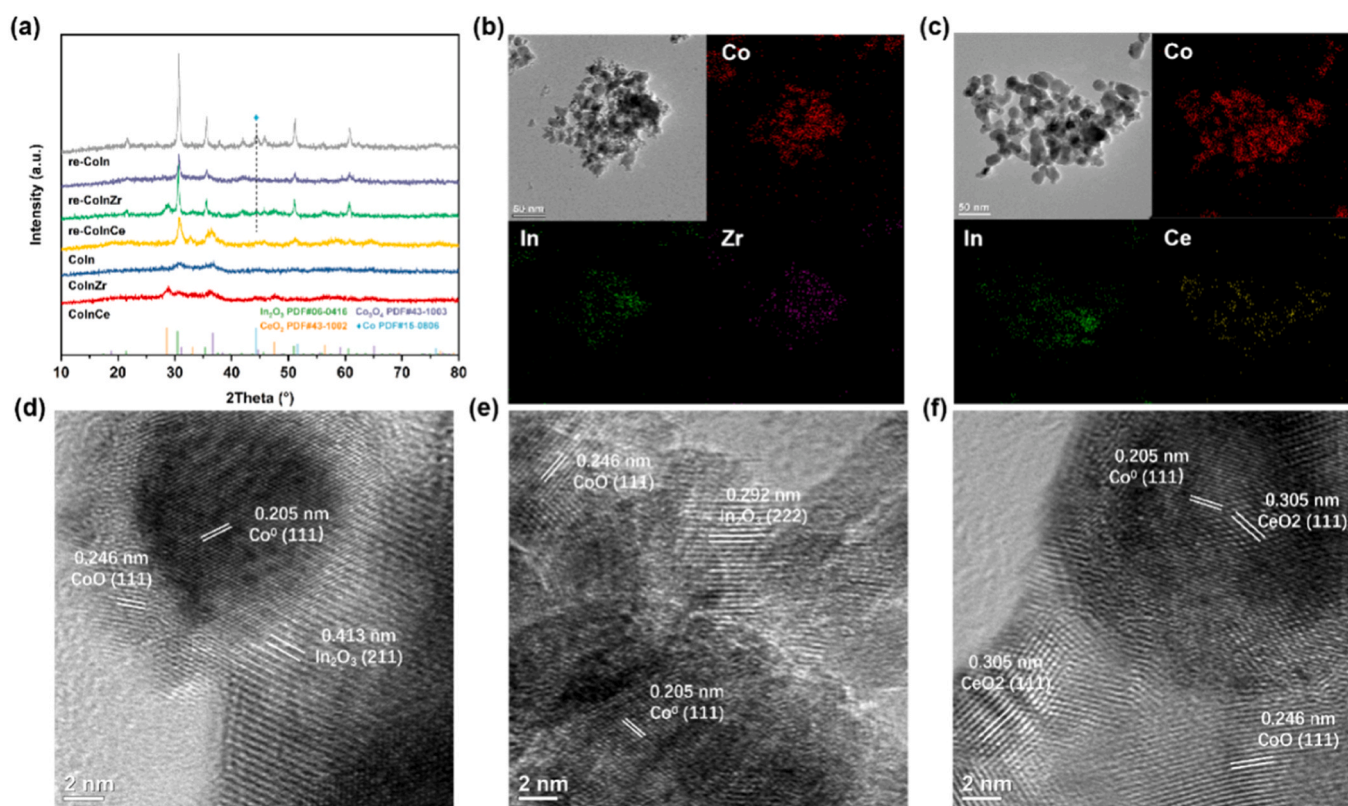 (a)
Intensity (a.u.)
re-CoIn
re-CoInZr
re-CoInCe
CoIn
CoInZr
CoInCe
In₂O₃ PDF#06-0416
Co₃O₄ PDF#43-1003
CeO₂ PDF#43-1002
♦Co PDF#15-0806
10 20 30 40 50 60 70 80
2Theta (°)
(b)
50 nm
Co
In
Zr
(c)
50 nm
Co
In
Ce
(d)
0.205 nm
Co⁰ (111)
0.246 nm
CoO (111)
0.413 nm
In₂O₃ (211)
2 nm
(e)
0.246 nm
CoO (111)
0.292 nm
In₂O₃ (222)
0.205 nm
Co⁰ (111)
2 nm
(f)
0.205 nm
Co⁰ (111)
0.305 nm
CeO2 (111)
0.305 nm
CeO2 (111)
0.246 nm
CoO (111)
2 nm